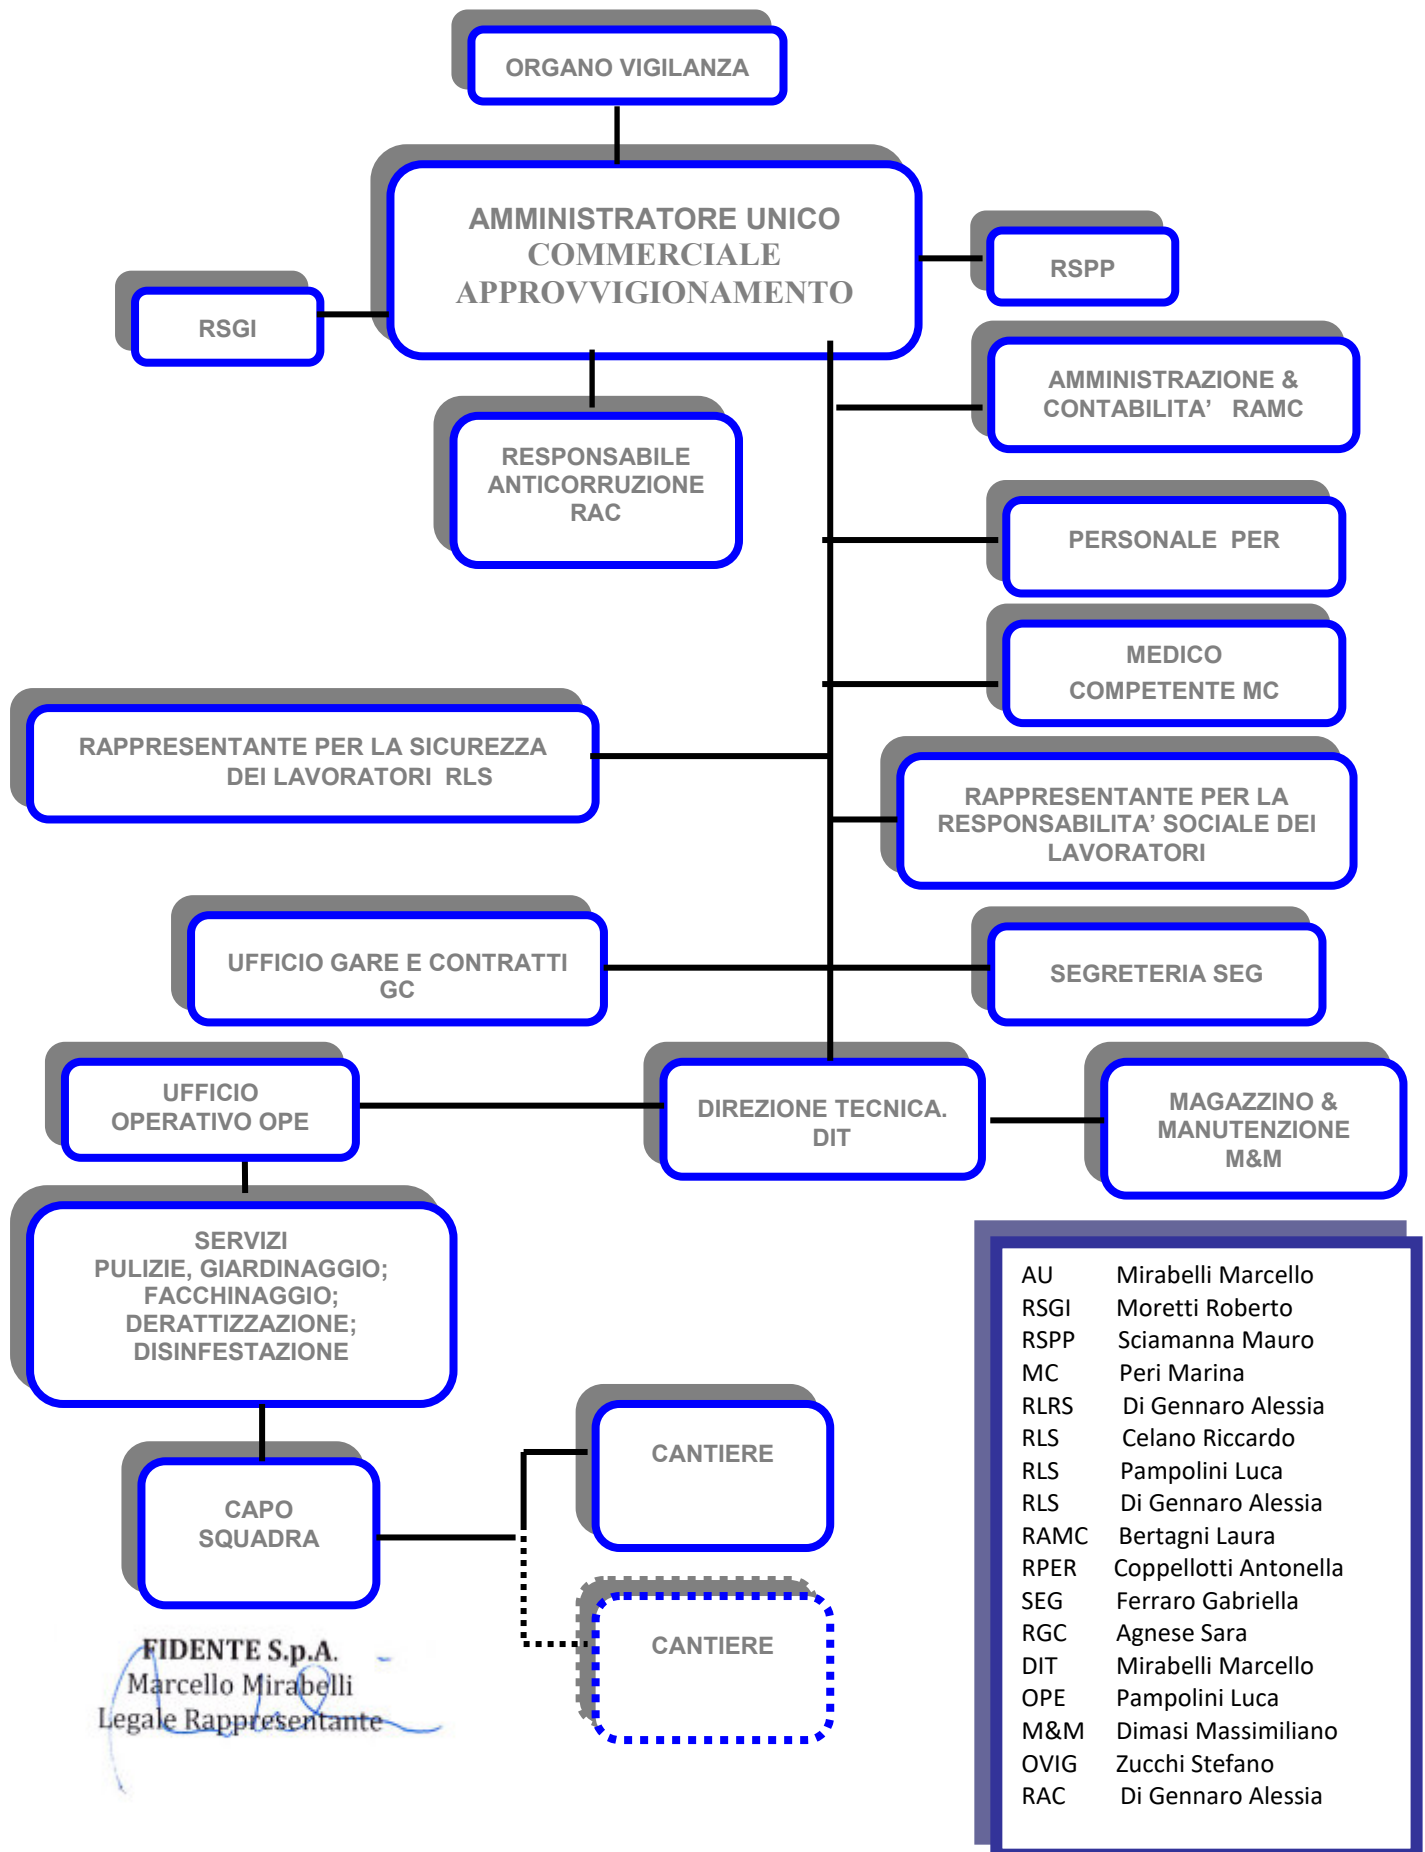 ORGANO VIGILANZA
AMMINISTRATORE UNICO
COMMERCIALE
APPROVVIGIONAMENTO
RSPP
RSGI
AMMINISTRAZIONE &
CONTABILITA’ RAMC
RESPONSABILE
ANTICORRUZIONE
RAC
PERSONALE PER
MEDICO
COMPETENTE MC
RAPPRESENTANTE PER LA SICUREZZA
DEI LAVORATORI RLS
RAPPRESENTANTE PER LA
RESPONSABILITA’ SOCIALE DEI
LAVORATORI
UFFICIO GARE E CONTRATTI
GC
SEGRETERIA SEG
UFFICIO
OPERATIVO OPE
DIREZIONE TECNICA.
DIT
MAGAZZINO &
MANUTENZIONE
M&M
SERVIZI
PULIZIE, GIARDINAGGIO;
FACCHINAGGIO;
DERATTIZZAZIONE;
DISINFESTAZIONE
CAPO
SQUADRA
CANTIERE
CANTIERE
FIDENTE S.p.A.
Marcello Mirabelli
Legale Rappresentante
AU Mirabelli Marcello
RSGI Moretti Roberto
RSPP Sciamanna Mauro
MC Peri Marina
RLRS Di Gennaro Alessia
RLS Celano Riccardo
RLS Pampolini Luca
RLS Di Gennaro Alessia
RAMC Bertagni Laura
RPER Coppellotti Antonella
SEG Ferraro Gabriella
RGC Agnese Sara
DIT Mirabelli Marcello
OPE Pampolini Luca
M&M Dimasi Massimiliano
OVIG Zucchi Stefano
RAC Di Gennaro Alessia